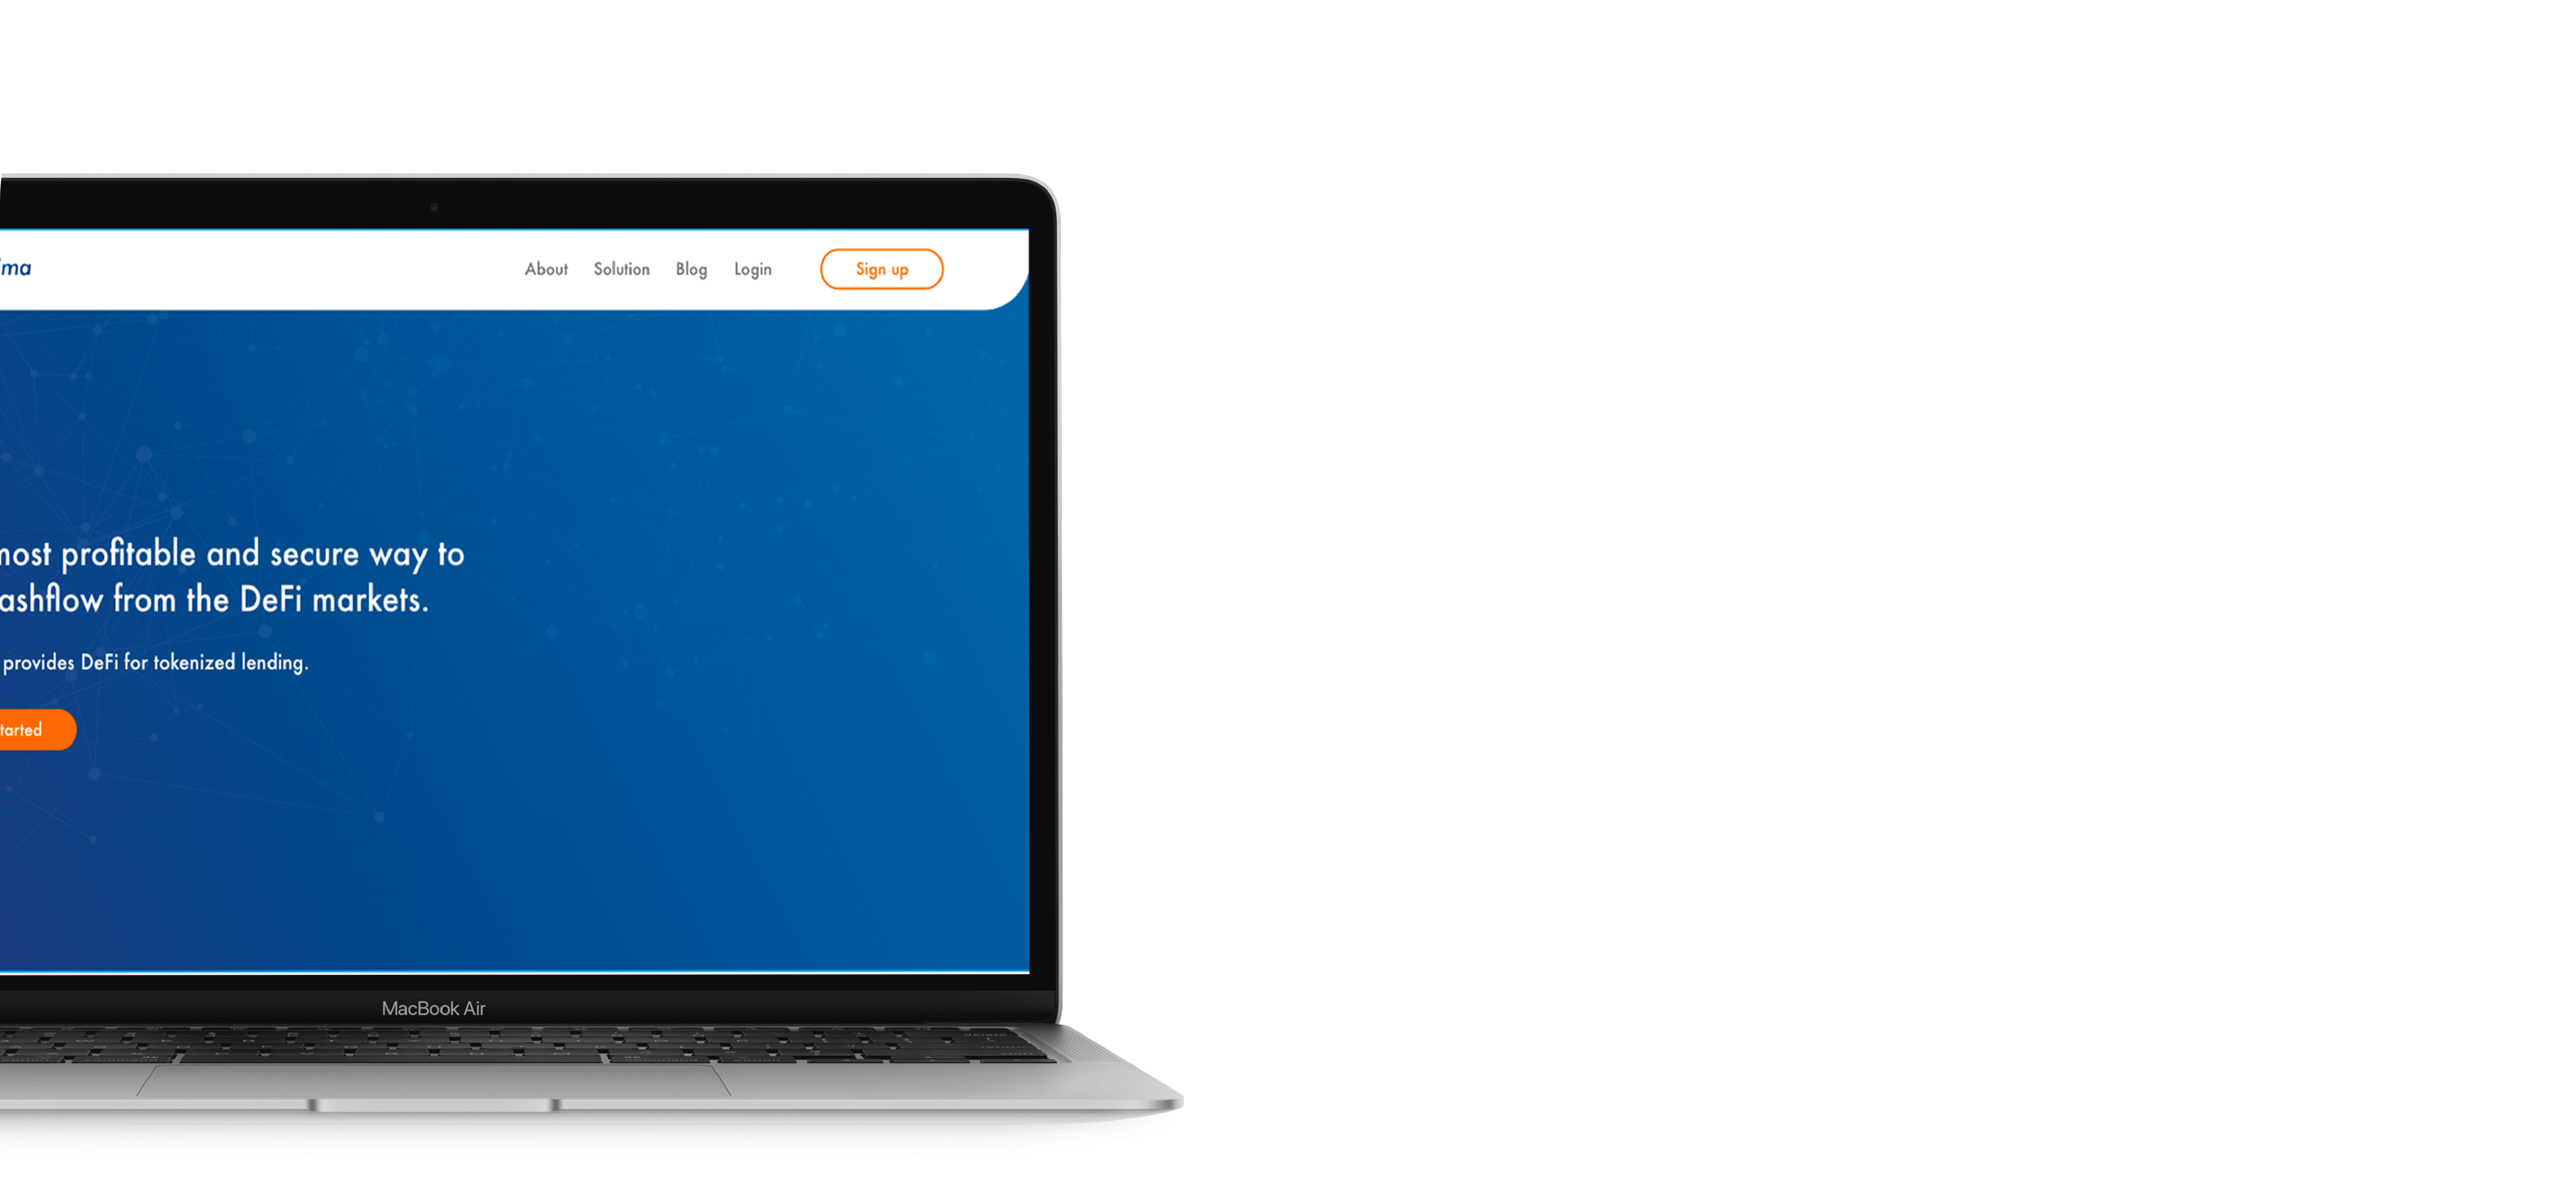 ima
About Solution Blog Login Sign up
most profitable and secure way to
ashflow from the DeFi markets.
provides DeFi for tokenized lending.
tarted
MacBook Air